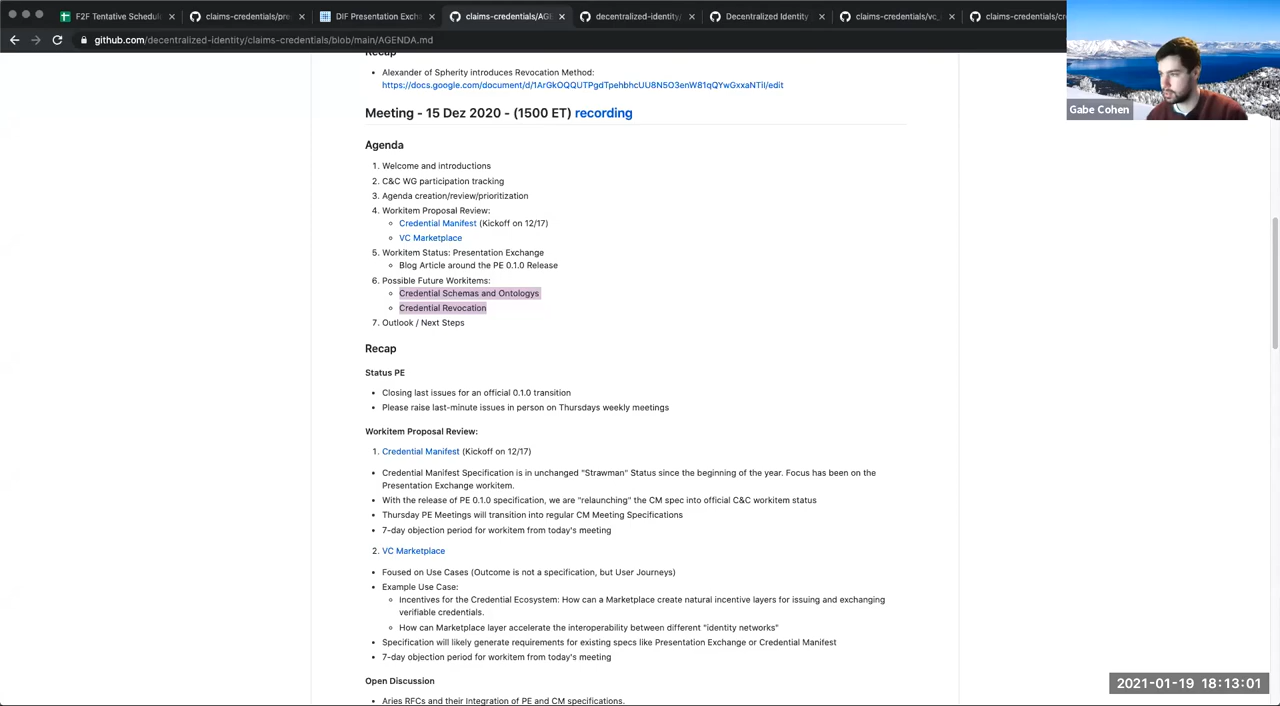 F2F Tentative Schedul
claims-credentials/pre
DIF Presentation Exch
claims-credentials/AGE
decentralized-identity/
Decentralized Identity
claims-credentials/vc_
claims-credentials/cre
github.com/decentralized-identity/claims-credentials/blob/main/AGENDA.md
Gabe Cohen
Recap
• Alexander of Spherity introduces Revocation Method:
Meeting - 15 Dez 2020 - (1500 ET) recording
Agenda
1. Welcome and introductions
2. C&C WG participation tracking
3. Agenda creation/review/prioritization
4. Workitem Proposal Review:
Credential Manifest (Kickoff on 12/17)
VC Marketplace
5. Workitem Status: Presentation Exchange
Blog Article around the PE 0.1.0 Release
6. Possible Future Workitems:
Credential Schemas and Ontologys
Credential Revocation
7. Outlook / Next Steps
Recap
Status PE
• Closing last issues for an official 0.1.0 transition
• Please raise last-minute issues in person on Thursdays weekly meetings
Workitem Proposal Review:
1. Credential Manifest (Kickoff on 12/17)
• Credential Manifest Specification is in unchanged "Strawman" Status since the beginning of the year. Focus has been on the
Presentation Exchange workitem.
• With the release of PE 0.1.0 specification, we are "relaunching" the CM spec into official C&C workitem status
• Thursday PE Meetings will transition into regular CM Meeting Specifications
• 7-day objection period for workitem from today's meeting
2. VC Marketplace
• Foused on Use Cases (Outcome is not a specification, but User Journeys)
• Example Use Case:
Incentives for the Credential Ecosystem: How can a Marketplace create natural incentive layers for issuing and exchanging
verifiable credentials.
How can Marketplace layer accelerate the interoperability between different "identity networks"
• Specification will likely generate requirements for existing specs like Presentation Exchange or Credential Manifest
• 7-day objection period for workitem from today's meeting
Open Discussion
• Aries RFCs and their Integration of PE and CM specifications.
2021-01-19 18:13:01